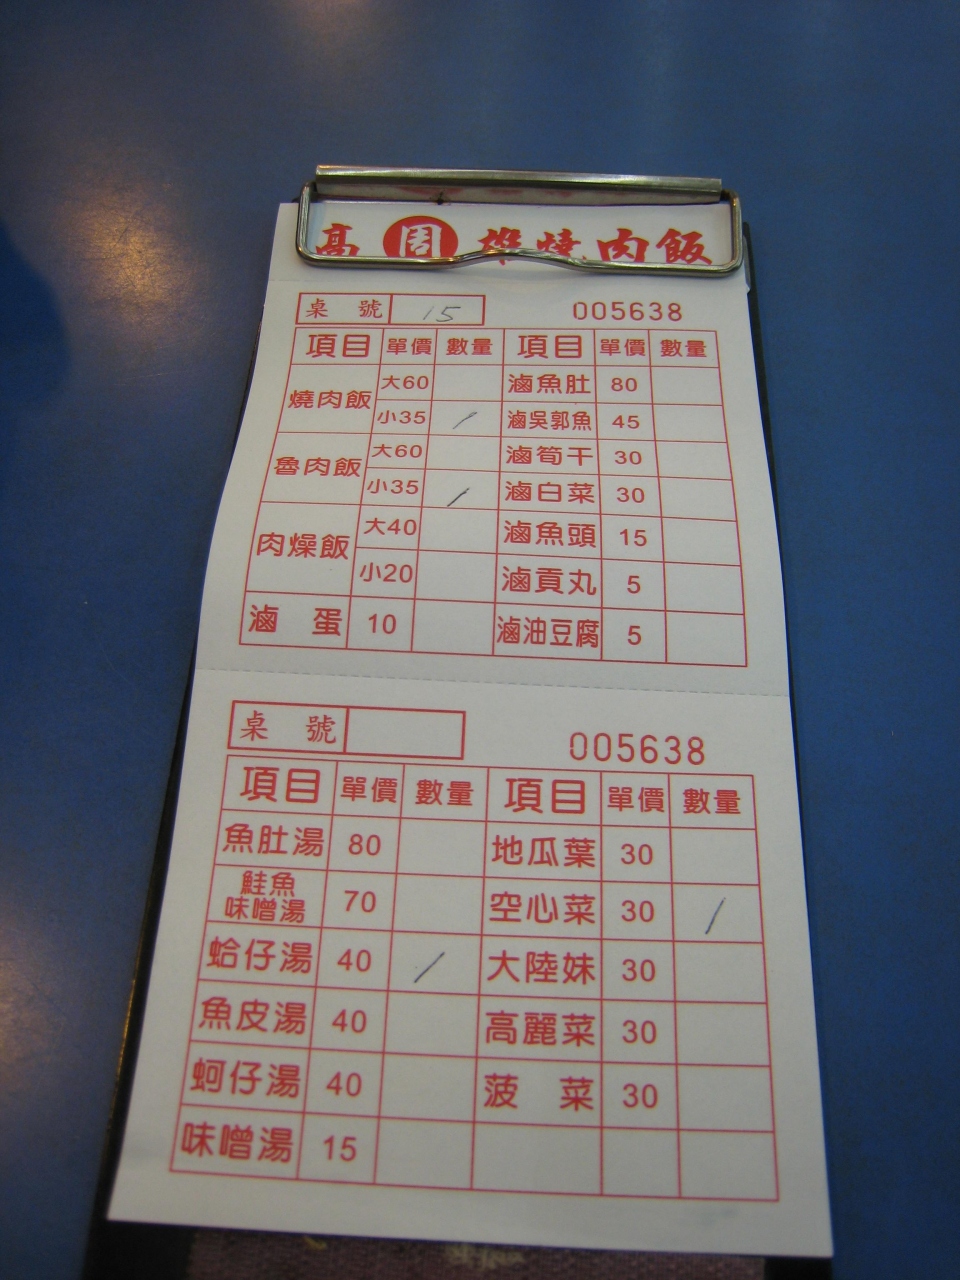 高 周 燒肉飯
桌號 15 005638
項目 單價 數量 項目 單價 數量
燒肉飯 大60 滷魚肚 80
小35 / 滷吳郭魚 45
魯肉飯 大60 滷筍干 30
小35 / 滷白菜 30
肉燥飯 大40 滷魚頭 15
小20 滷貢丸 5
滷蛋 10 滷油豆腐 5
桌號 005638
項目 單價 數量 項目 單價 數量
魚肚湯 80 地瓜葉 30
鮭魚味噌湯 70 空心菜 30 /
蛤仔湯 40 / 大陸妹 30
魚皮湯 40 高麗菜 30
蚵仔湯 40 菠菜 30
味噌湯 15